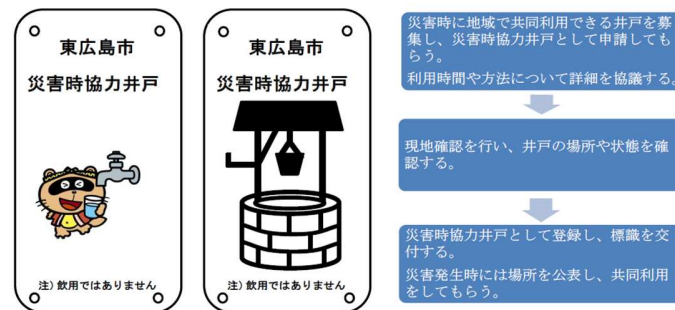 東広島市
災害時協力井戸
注）飲用ではありません
東広島市
災害時協力井戸
注）飲用ではありません
災害時に地域で共同利用できる井戸を募
集し、災害時協力井戸として申請しても
らう。
利用時間や方法について詳細を協議する。
現地確認を行い、井戸の場所や状態を確
認する。
災害時協力井戸として登録し、標識を交
付する。
災害発生時には場所を公表し、共同利用
をしてもらう。